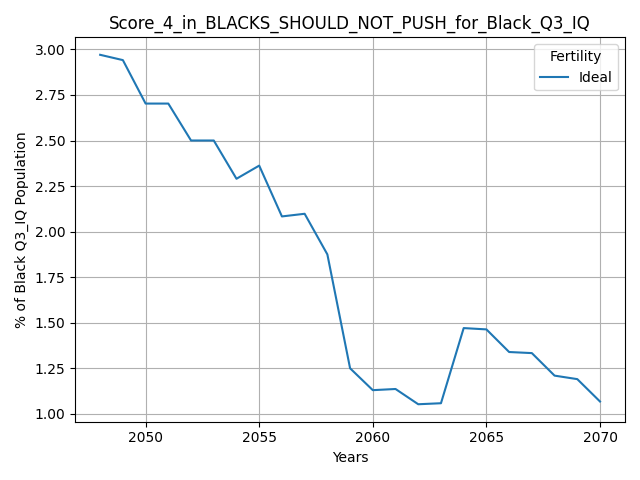 Score_4_in_BLACKS_SHOULD_NOT_PUSH_for_Black_Q3_IQ
Fertility
Ideal
% of Black Q3_IQ Population
3.00
2.75
2.50
2.25
2.00
1.75
1.50
1.25
1.00
2050
2055
2060
2065
2070
Years